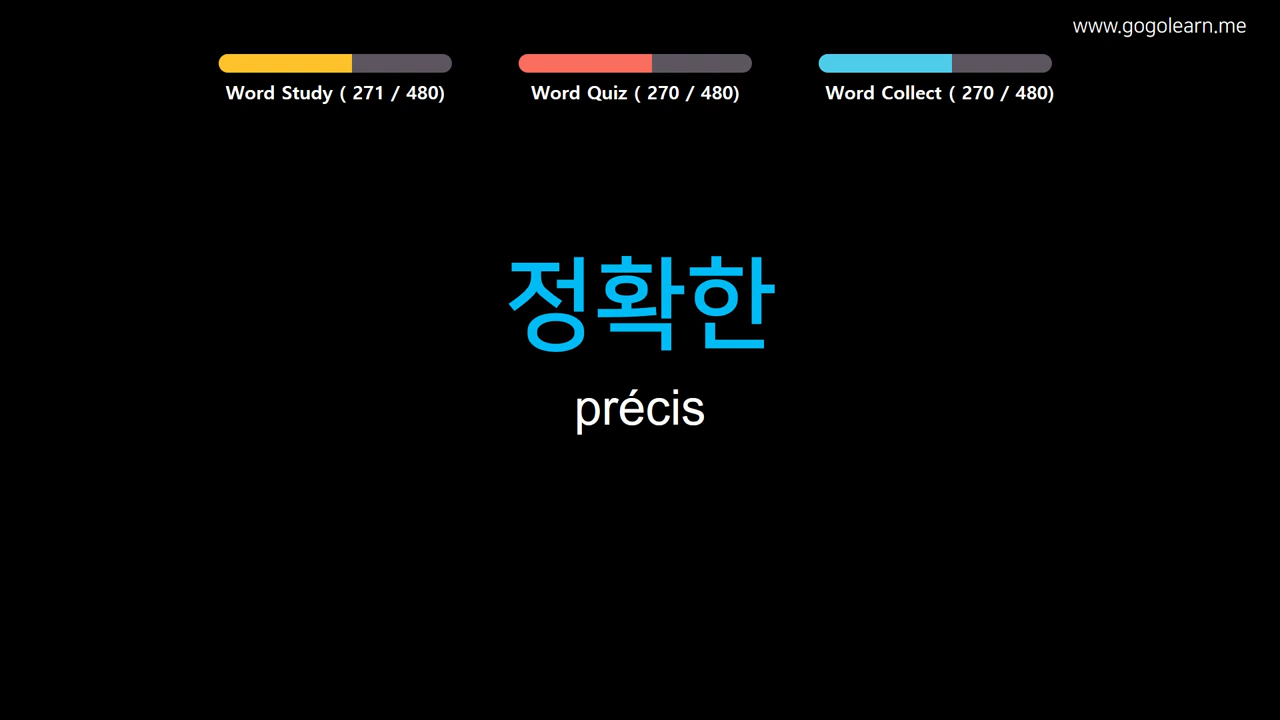 www.gogolearn.me
Word Study ( 271 / 480)
Word Quiz ( 270 / 480)
Word Collect ( 270 / 480)
정확한
précis